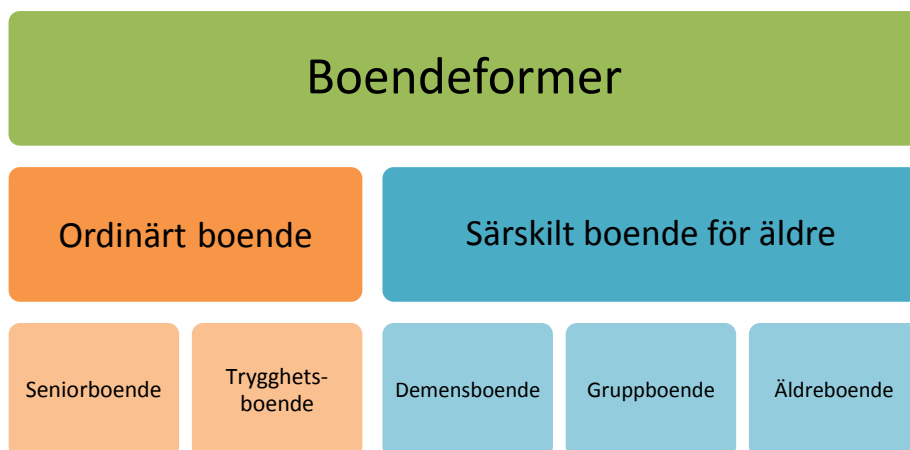 Boendeformer
Ordinärt boende
Särskilt boende för äldre
Seniorboende
Trygghets-
boende
Demensboende
Gruppboende
Äldreboende